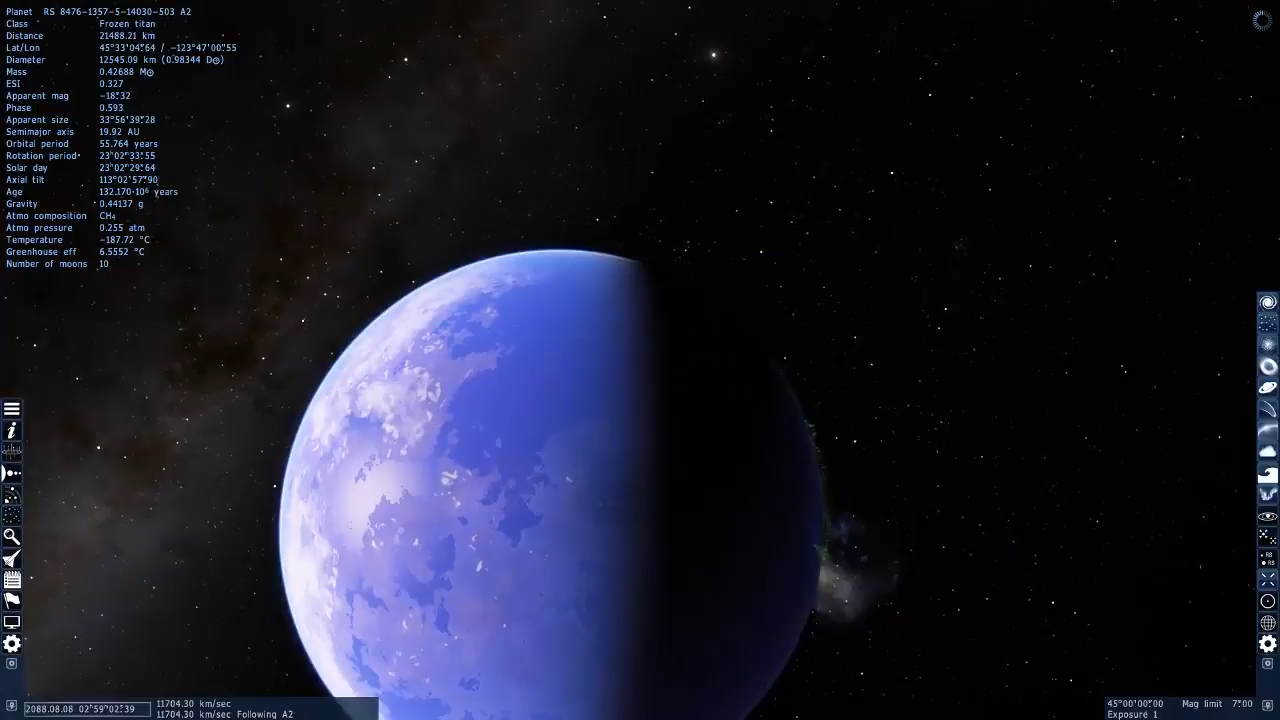 Planet RS 8476-1357-5-14030-503 A2
Class Frozen titan
Distance 21488.21 km
Lat/Lon 45°33'04"64 / -123°47'00"55
Diameter 12545.09 km (0.98344 D⊕)
Mass 0.42688 M⊕
ESI 0.327
Apparent mag -18.32
Phase 0.593
Apparent size 33°56'39"28
Semimajor axis 19.92 AU
Orbital period 55.764 years
Rotation period 23h02m33.55
Solar day 23h02m29.64
Axial tilt 113°02'57"90
Age 132.170·10⁶ years
Gravity 0.44137 g
Atmo composition CH₄
Atmo pressure 0.255 atm
Temperature -187.72 °C
Greenhouse eff 6.5552 °C
Number of moons 10
RB
RS
2088.08.08 02:59:02.39
11704.30 km/sec
11704.30 km/sec Following A2
45°00'00"00 Mag limit 7.00
Exposure 1